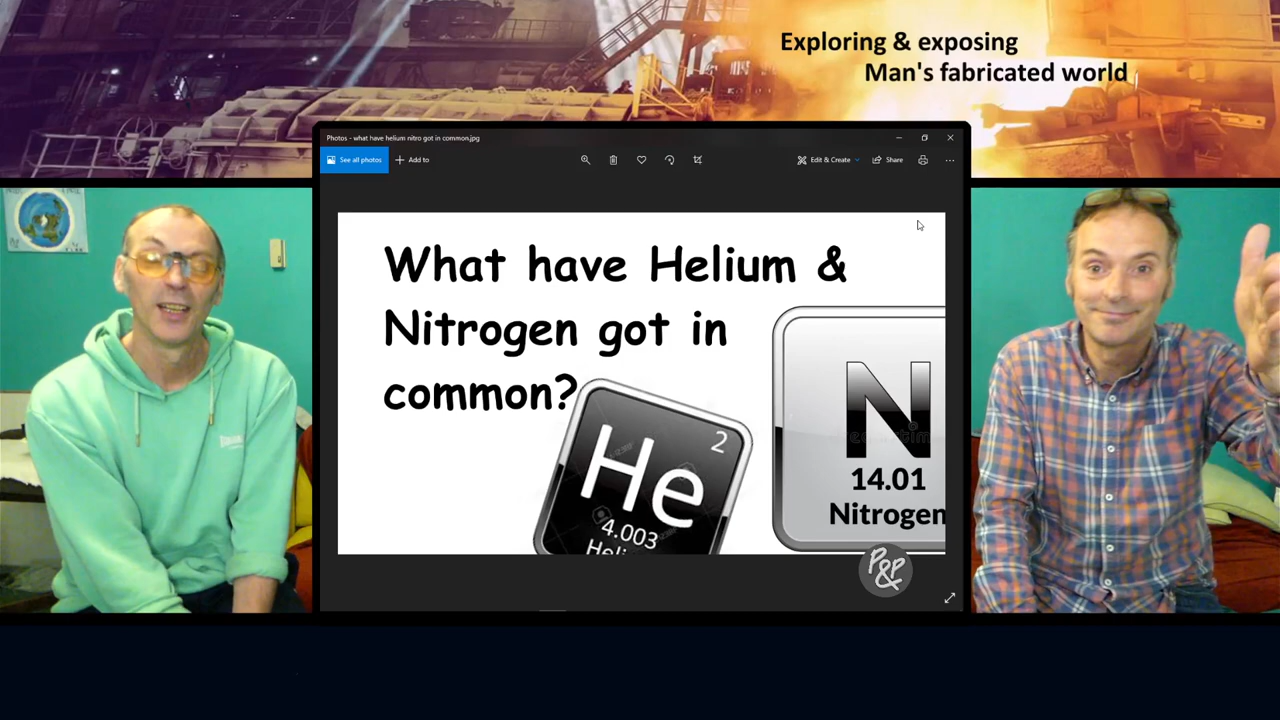 Exploring & exposing
Man's fabricated world
Photos - what have helium nitro got in common.jpg
See all photos
Add to
Edit & Create
Share
What have Helium &
Nitrogen got in
common?
2
He
4.003
Heli
N
14.01
Nitrogen
P&P